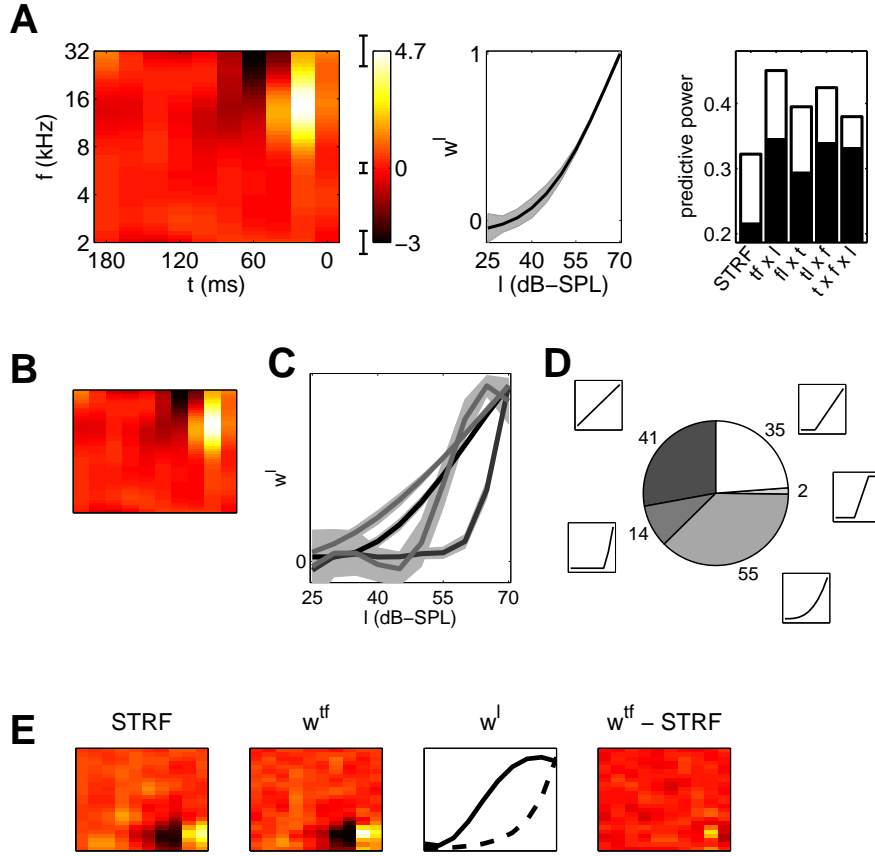 A
32
16
8
4
2
f (kHz)
180
120
60
0
t (ms)
4.7
0
−3
1
0
w^l
25
40
55
70
l (dB−SPL)
0.4
0.3
0.2
predictive power
STRF
tf x l
fl x t
tl x f
t x f x l
B
C
w^l
0
25
40
55
70
l (dB−SPL)
D
41
35
2
14
55
E
STRF
w^tf
w^l
w^tf − STRF